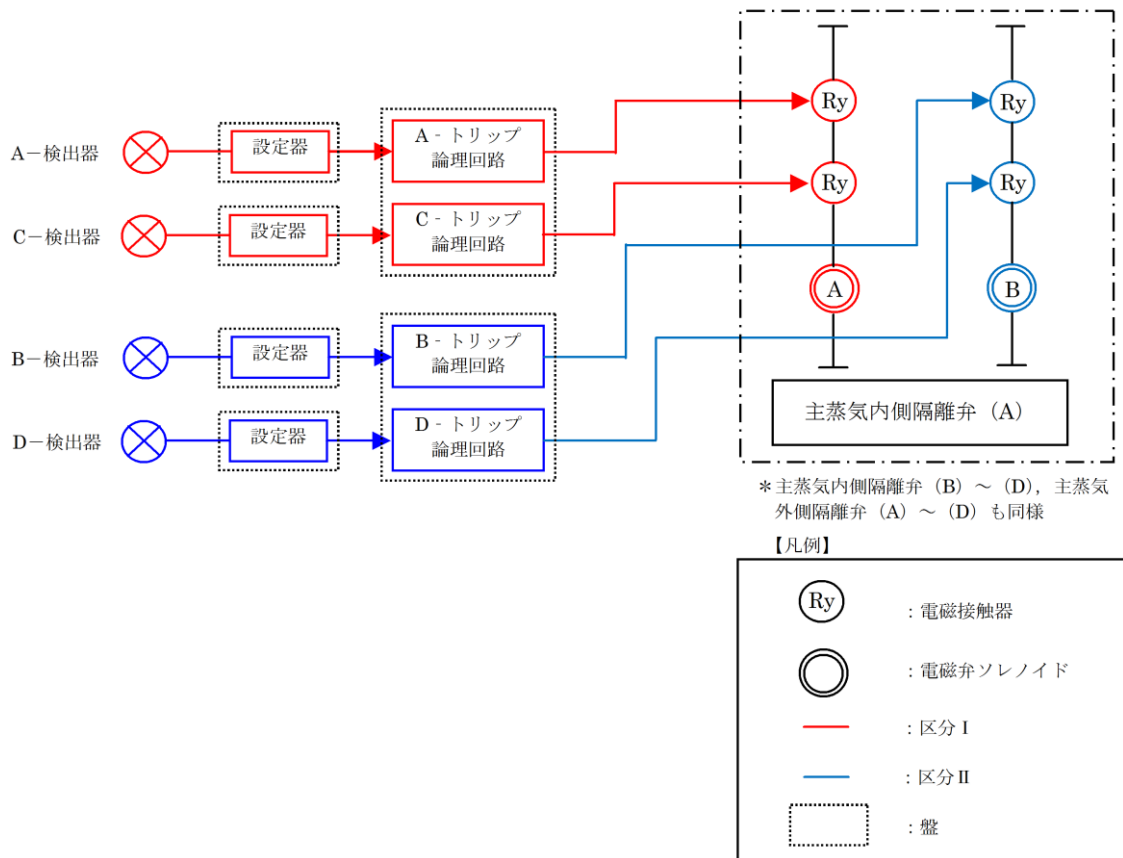 A－検出器
設定器
A‐トリップ
論理回路
Ry
Ry
C－検出器
設定器
C‐トリップ
論理回路
Ry
Ry
A
B
B－検出器
設定器
B‐トリップ
論理回路
D－検出器
設定器
D‐トリップ
論理回路
主蒸気内側隔離弁（A）
＊主蒸気内側隔離弁（B）～（D），主蒸気
外側隔離弁（A）～（D）も同様
【凡例】
Ry
：電磁接触器
：電磁弁ソレノイド
：区分Ⅰ
：区分Ⅱ
：盤